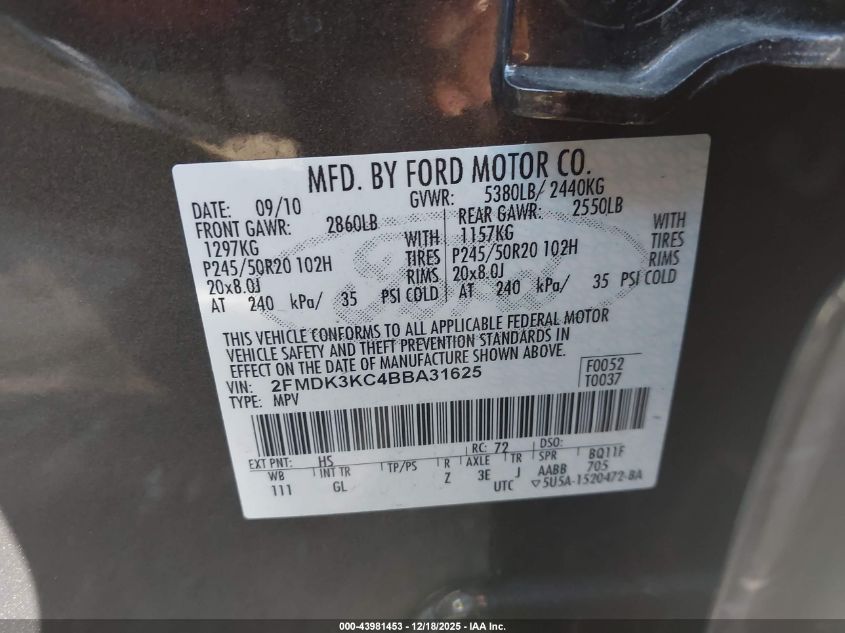 MFD. BY FORD MOTOR CO.
DATE: 09/10 GVWR: 5380LB/ 2440KG
FRONT GAWR: 2860LB REAR GAWR: 2550LB
1297KG WITH 1157KG WITH
P245/50R20 102H TIRES P245/50R20 102H TIRES
20x8.0J RIMS 20x8.0J RIMS
AT 240 kPa/ 35 PSI COLD AT 240 kPa/ 35 PSI COLD
THIS VEHICLE CONFORMS TO ALL APPLICABLE FEDERAL MOTOR
VEHICLE SAFETY AND THEFT PREVENTION STANDARDS IN
EFFECT ON THE DATE OF MANUFACTURE SHOWN ABOVE.
VIN: 2FMDK3KC4BBA31625 F0052
TYPE: MPV T0037
EXT PNT: HS RC: 72 DSO:
WB INT TR TP/PS R AXLE TR SPR BQ11F
111 GL Z 3E J AABB 705
UTC ▽5U5A-1520472-BA
000-43981453 - 12/18/2025 - IAA Inc.